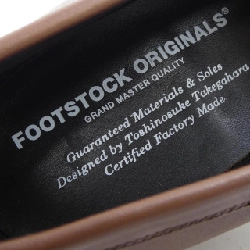 FOOTSTOCK ORIGINALS®
GRAND MASTER QUALITY
Guaranteed Materials & Soles
Designed by Toshinosuke Takegahara
Certified Factory Made